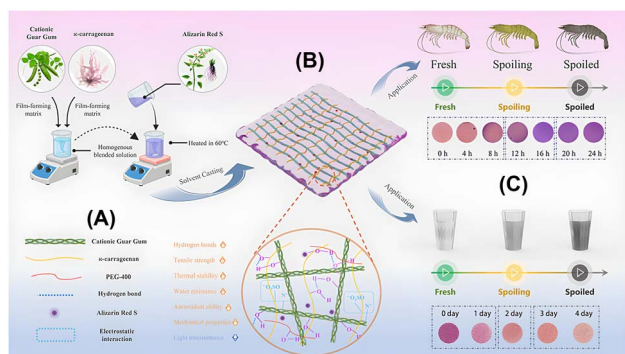 Cationic
Guar Gum
κ-carrageenan
Alizarin Red S
Film-forming
matrix
Film-forming
matrix
Homogenous
blended solution
Heated in 60℃
Solvent Casting
(A)
Cationic Guar Gum
κ-carrageenan
PEG-400
Hydrogen bond
Alizarin Red S
Electrostatic
interaction
(B)
Hydrogen bonds
Tensile strength
Thermal stability
Water resistance
Antioxidant ability
Mechanical properties
Light transmittance
Application
Application
Fresh
Spoiling
Spoiled
Fresh
Spoiling
Spoiled
0 h
4 h
8 h
12 h
16 h
20 h
24 h
(C)
Fresh
Spoiling
Spoiled
0 day
1 day
2 day
3 day
4 day